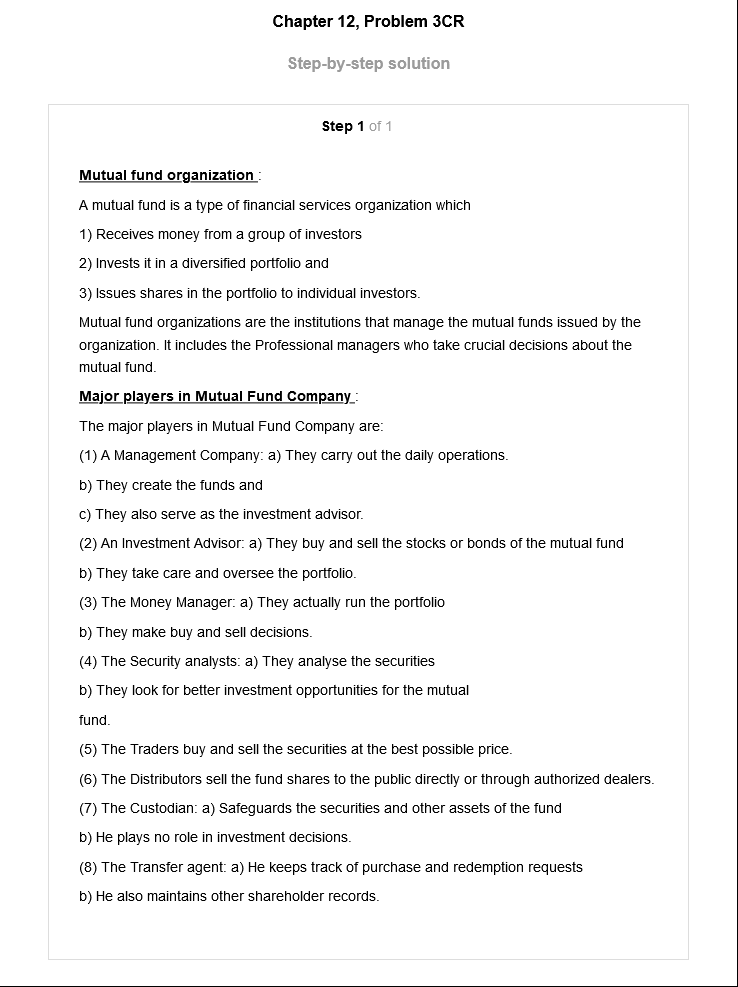 Chapter 12, Problem 3CR
Step-by-step solution
Step 1 of 1
Mutual fund organization :
A mutual fund is a type of financial services organization which
1) Receives money from a group of investors
2) Invests it in a diversified portfolio and
3) Issues shares in the portfolio to individual investors.
Mutual fund organizations are the institutions that manage the mutual funds issued by the
organization. It includes the Professional managers who take crucial decisions about the
mutual fund.
Major players in Mutual Fund Company :
The major players in Mutual Fund Company are:
(1) A Management Company: a) They carry out the daily operations.
b) They create the funds and
c) They also serve as the investment advisor.
(2) An Investment Advisor: a) They buy and sell the stocks or bonds of the mutual fund
b) They take care and oversee the portfolio.
(3) The Money Manager: a) They actually run the portfolio
b) They make buy and sell decisions.
(4) The Security analysts: a) They analyse the securities
b) They look for better investment opportunities for the mutual
fund.
(5) The Traders buy and sell the securities at the best possible price.
(6) The Distributors sell the fund shares to the public directly or through authorized dealers.
(7) The Custodian: a) Safeguards the securities and other assets of the fund
b) He plays no role in investment decisions.
(8) The Transfer agent: a) He keeps track of purchase and redemption requests
b) He also maintains other shareholder records.